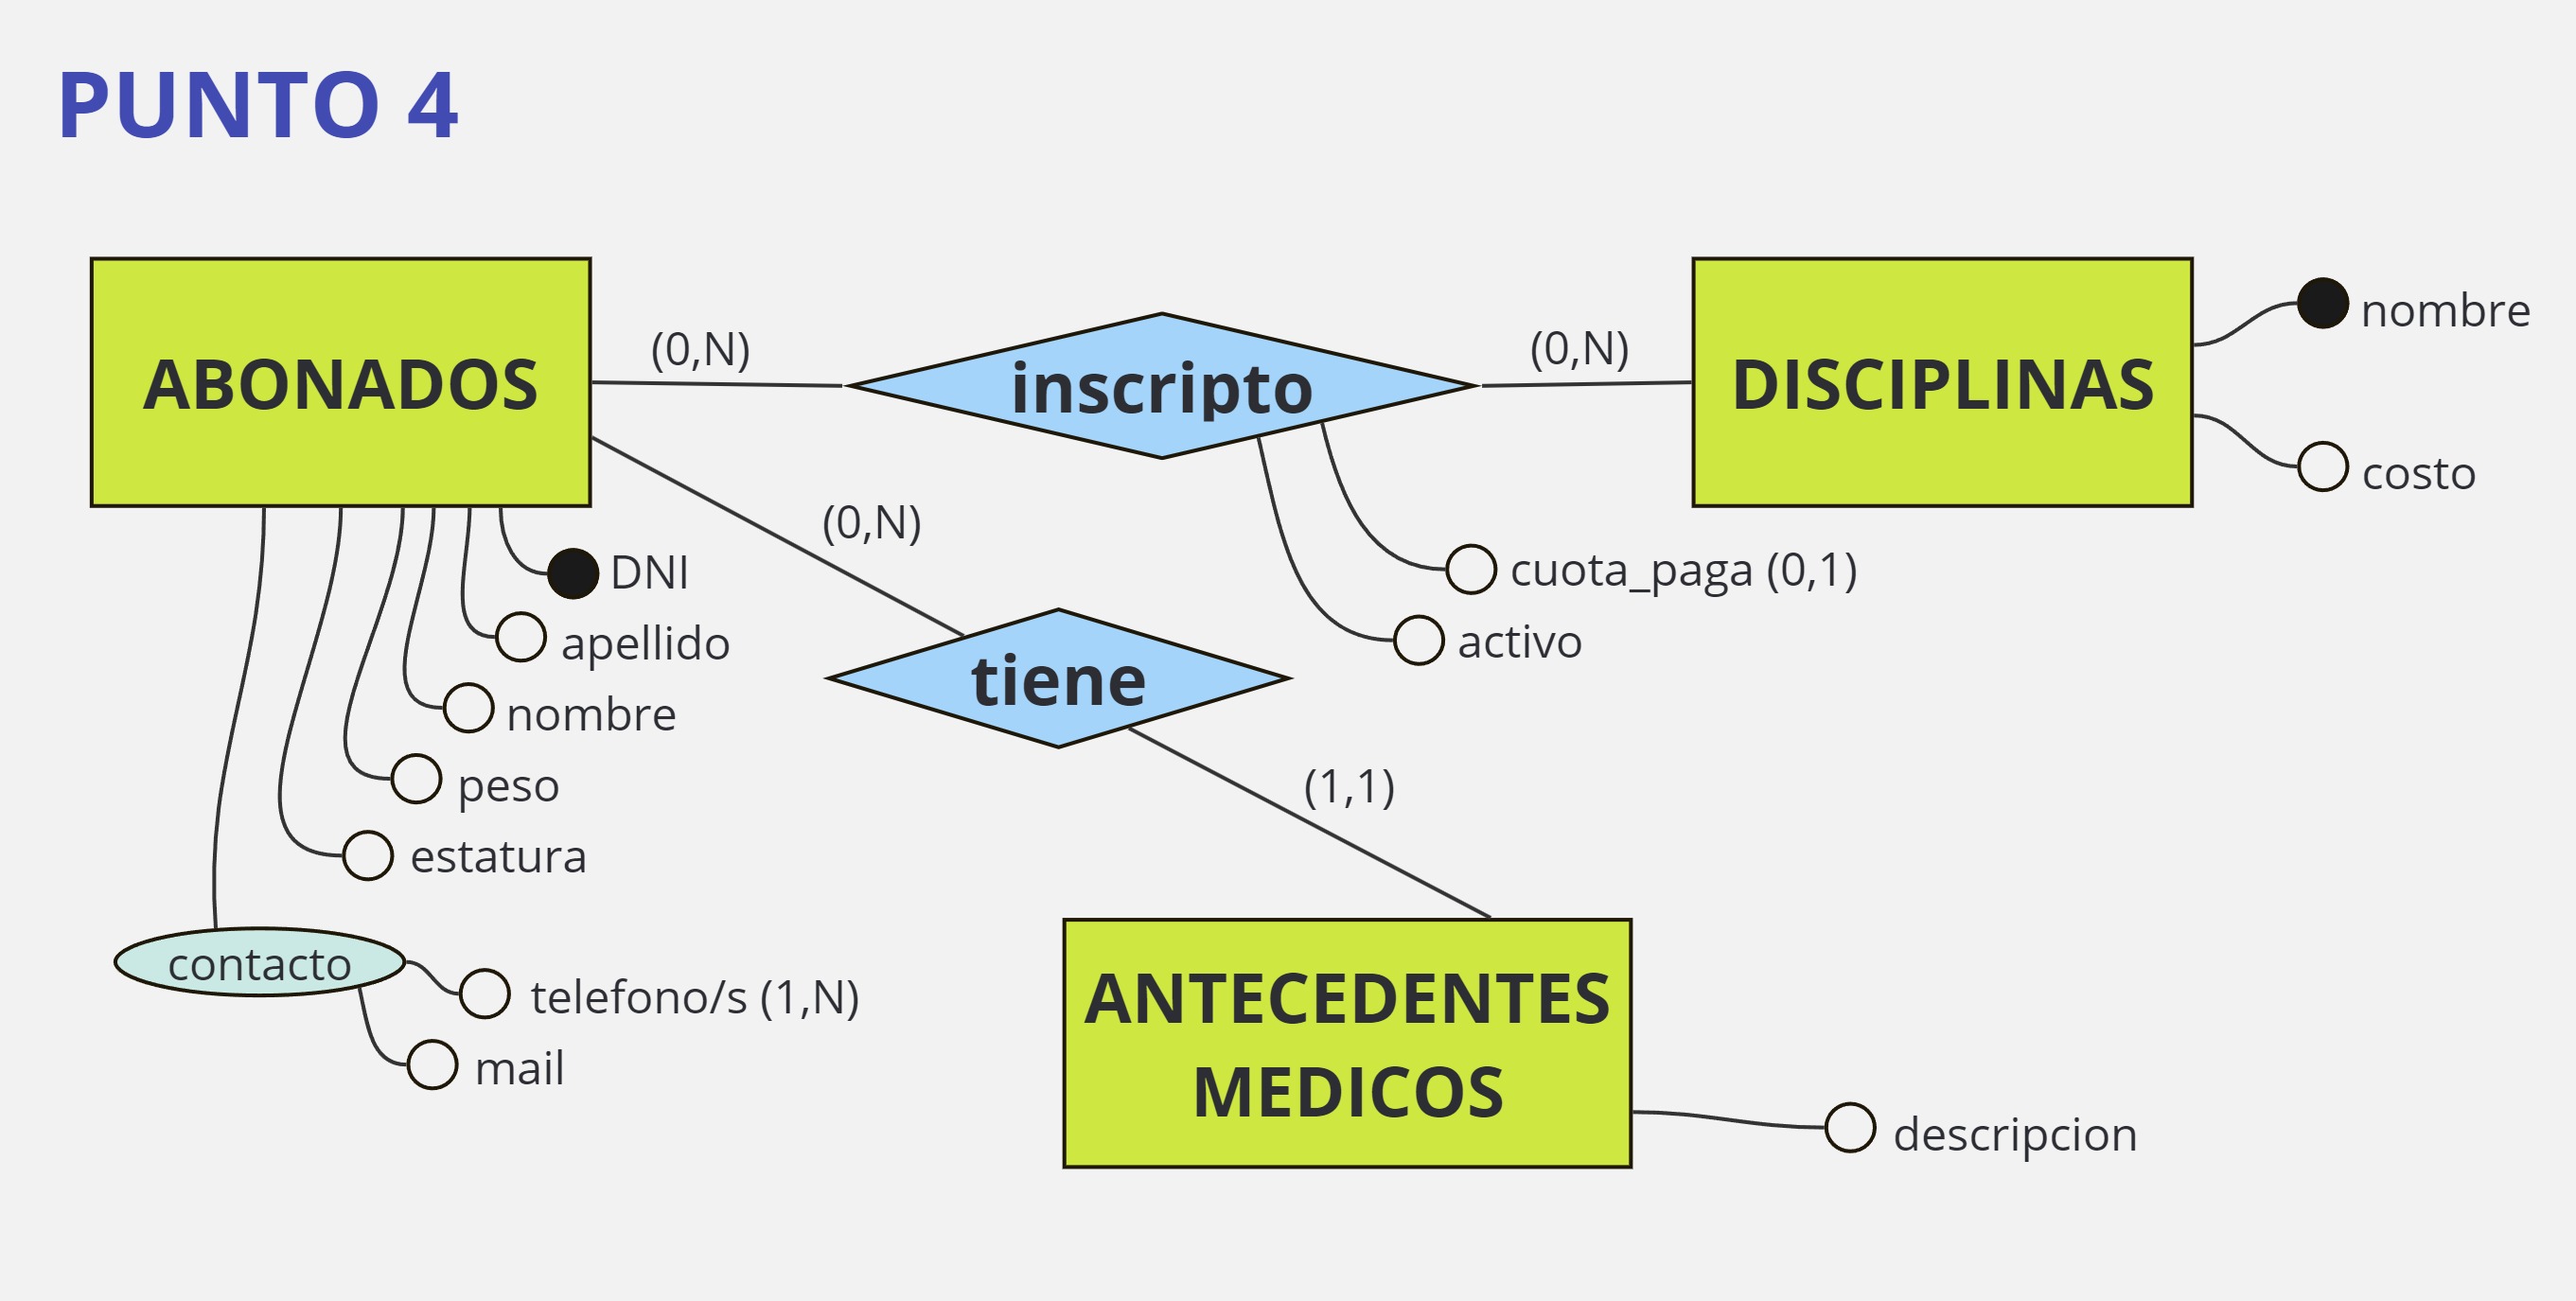 PUNTO 4
ABONADOS
(0,N)
inscripto
(0,N)
DISCIPLINAS
nombre
costo
(0,N)
DNI
apellido
nombre
peso
estatura
cuota_paga (0,1)
activo
tiene
(1,1)
contacto
telefono/s (1,N)
mail
ANTECEDENTES
MEDICOS
descripcion